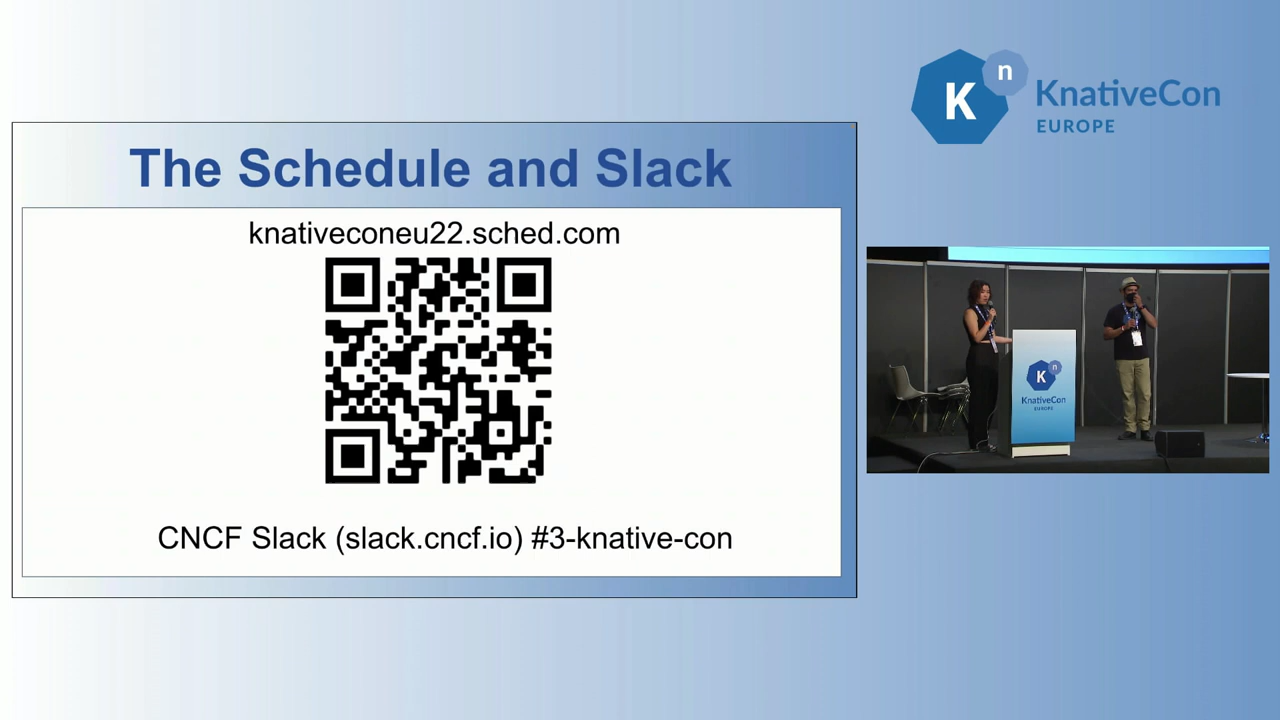 The Schedule and Slack
knativeconeu22.sched.com
CNCF Slack (slack.cncf.io) #3-knative-con
K n
KnativeCon
EUROPE
K n
KnativeCon
EUROPE